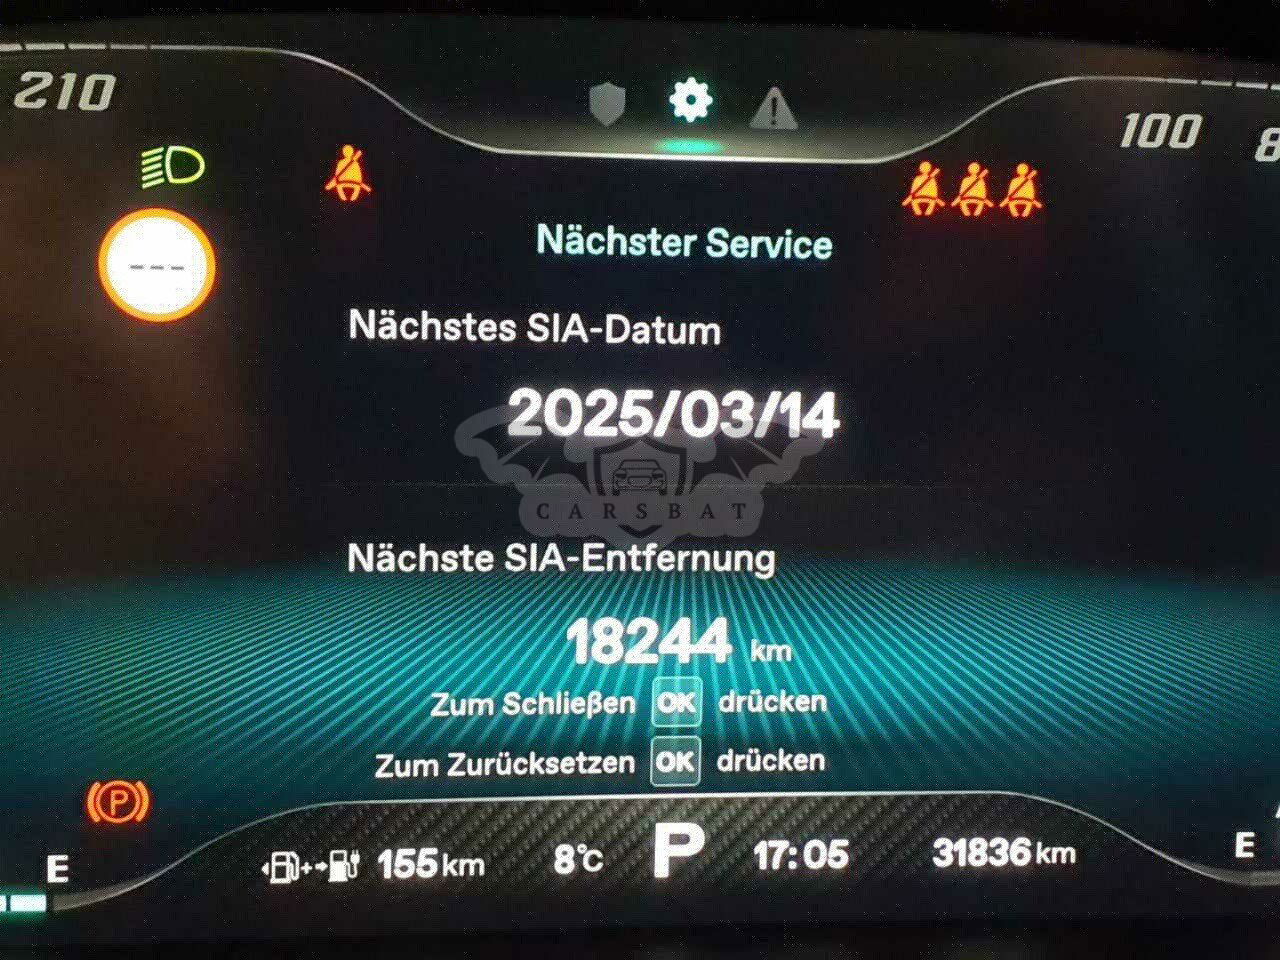 210
100
8
---
Nächster Service
Nächstes SIA-Datum
2025/03/14
CARSBAT
Nächste SIA-Entfernung
18244 km
Zum Schließen OK drücken
Zum Zurücksetzen OK drücken
P
E
155km
8°C
P
17:05
31836km
E